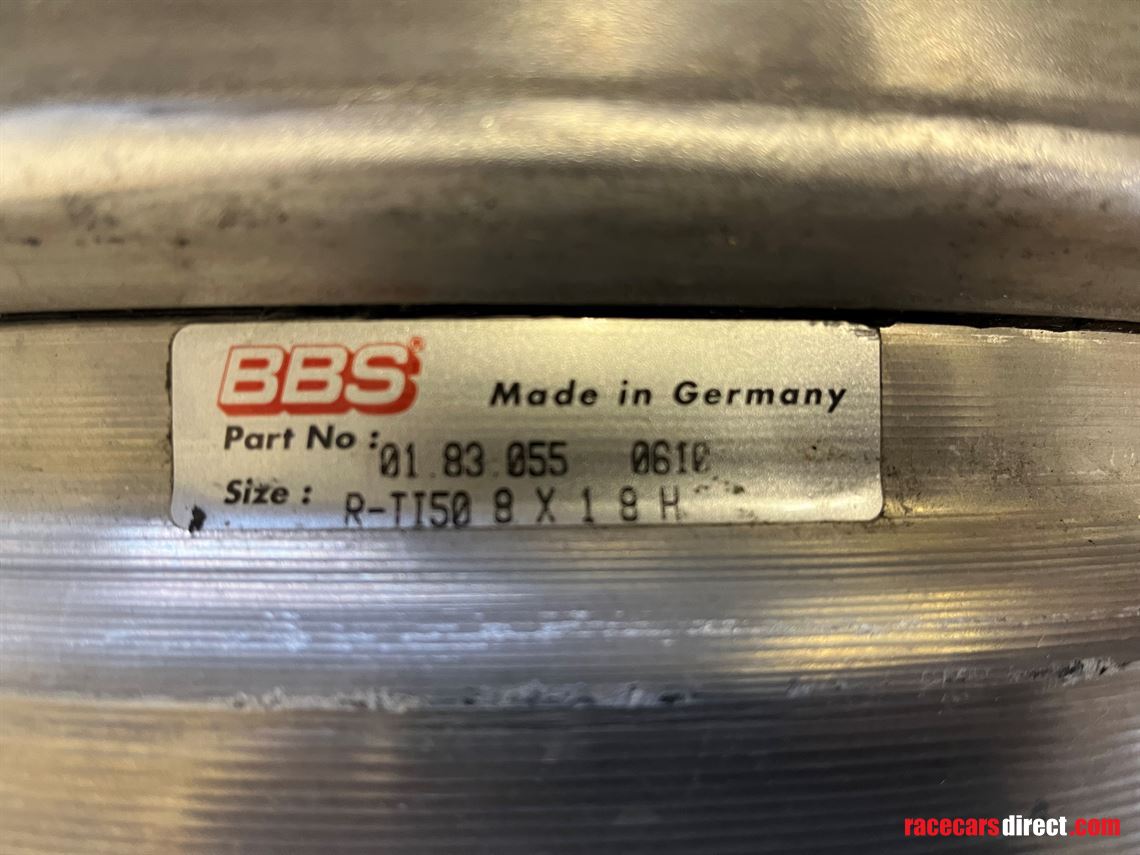 BBS®
Made in Germany
Part No : 01.83.055 0610
Size : R-TI50 8 X 1 8 H
racecarsdirect.com